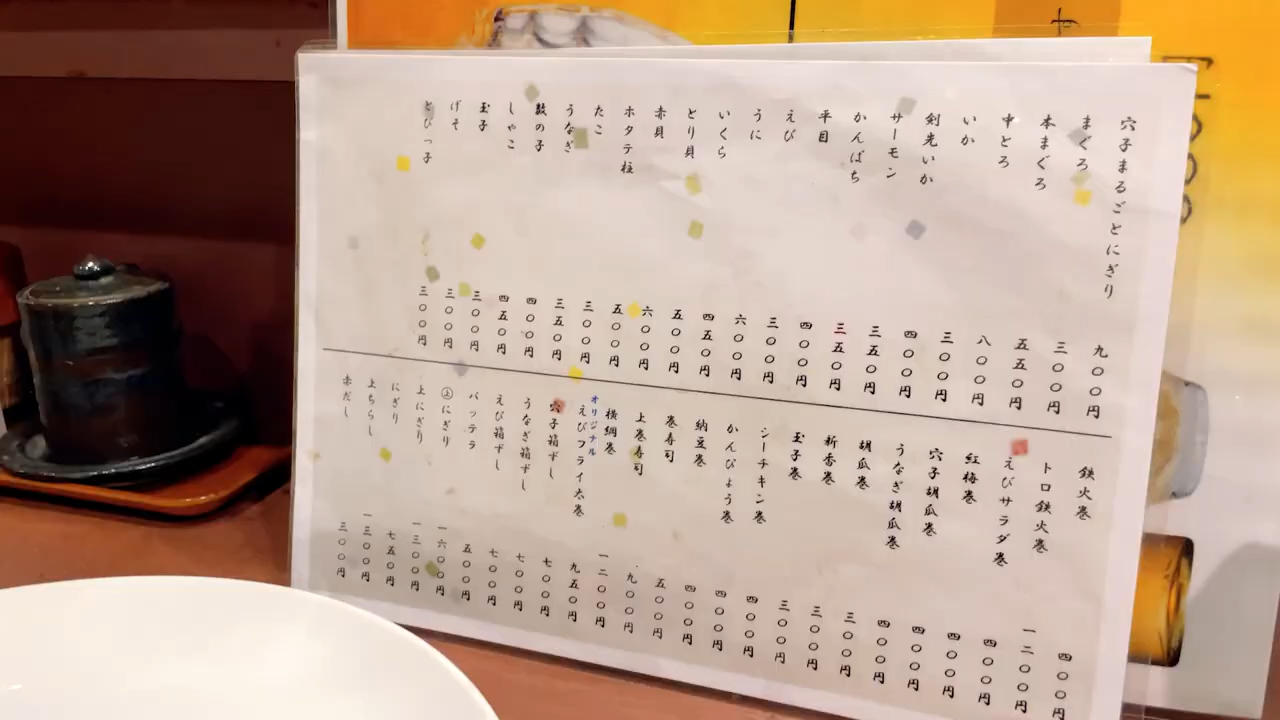 穴子まるごとにぎり 九〇〇円
まぐろ 三〇〇円
本まぐろ 五五〇円
中とろ 八〇〇円
いか 三〇〇円
剣先いか 四〇〇円
サーモン 三五〇円
かんぱち 三五〇円
平目 四〇〇円
えび 三〇〇円
うに 六〇〇円
いくら 四五〇円
とり貝 五〇〇円
赤貝 六〇〇円
ホタテ柱 五〇〇円
たこ 三〇〇円
うなぎ 三五〇円
数の子 四〇〇円
しゃこ 四五〇円
玉子 三〇〇円
げそ 三〇〇円
とびっ子 三〇〇円
鉄火巻 四〇〇円
トロ鉄火巻 一二〇〇円
えびサラダ巻 四〇〇円
紅梅巻 四〇〇円
穴子胡瓜巻 四〇〇円
うなぎ胡瓜巻 四〇〇円
胡瓜巻 三〇〇円
新香巻 三〇〇円
玉子巻 三〇〇円
シーチキン巻 四〇〇円
かんぴょう巻 四〇〇円
納豆巻 四〇〇円
巻寿司 五〇〇円
上巻寿司 九〇〇円
横綱巻 一二〇〇円
オリジナル
えびフライ太巻 九五〇円
穴子箱ずし 七〇〇円
うなぎ箱ずし 七〇〇円
えび箱ずし 七〇〇円
バッテラ 五〇〇円
㊤にぎり 一六〇〇円
上にぎり 一三〇〇円
にぎり 七五〇円
上ちらし 一三〇〇円
赤だし 三〇〇円